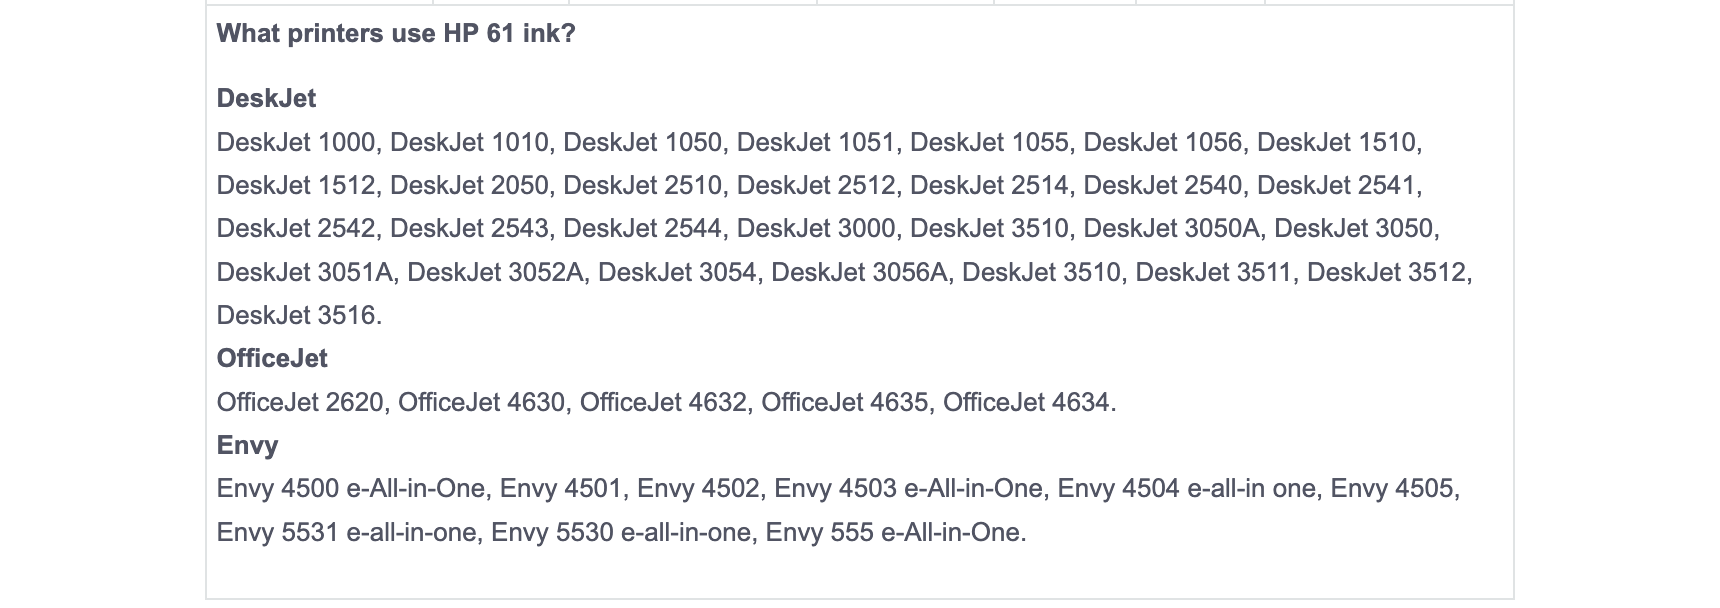 What printers use HP 61 ink?
DeskJet
DeskJet 1000, DeskJet 1010, DeskJet 1050, DeskJet 1051, DeskJet 1055, DeskJet 1056, DeskJet 1510,
DeskJet 1512, DeskJet 2050, DeskJet 2510, DeskJet 2512, DeskJet 2514, DeskJet 2540, DeskJet 2541,
DeskJet 2542, DeskJet 2543, DeskJet 2544, DeskJet 3000, DeskJet 3510, DeskJet 3050A, DeskJet 3050,
DeskJet 3051A, DeskJet 3052A, DeskJet 3054, DeskJet 3056A, DeskJet 3510, DeskJet 3511, DeskJet 3512,
DeskJet 3516.
OfficeJet
OfficeJet 2620, OfficeJet 4630, OfficeJet 4632, OfficeJet 4635, OfficeJet 4634.
Envy
Envy 4500 e-All-in-One, Envy 4501, Envy 4502, Envy 4503 e-All-in-One, Envy 4504 e-all-in one, Envy 4505,
Envy 5531 e-all-in-one, Envy 5530 e-all-in-one, Envy 555 e-All-in-One.